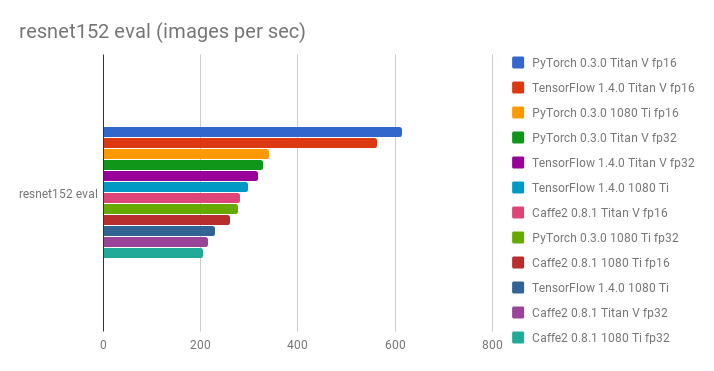 resnet152 eval (images per sec)
PyTorch 0.3.0 Titan V fp16
TensorFlow 1.4.0 Titan V fp16
PyTorch 0.3.0 1080 Ti fp16
PyTorch 0.3.0 Titan V fp32
TensorFlow 1.4.0 Titan V fp32
TensorFlow 1.4.0 1080 Ti
Caffe2 0.8.1 Titan V fp16
PyTorch 0.3.0 1080 Ti fp32
Caffe2 0.8.1 1080 Ti fp16
TensorFlow 1.4.0 1080 Ti
Caffe2 0.8.1 Titan V fp32
Caffe2 0.8.1 1080 Ti fp32
resnet152 eval
0 200 400 600 800